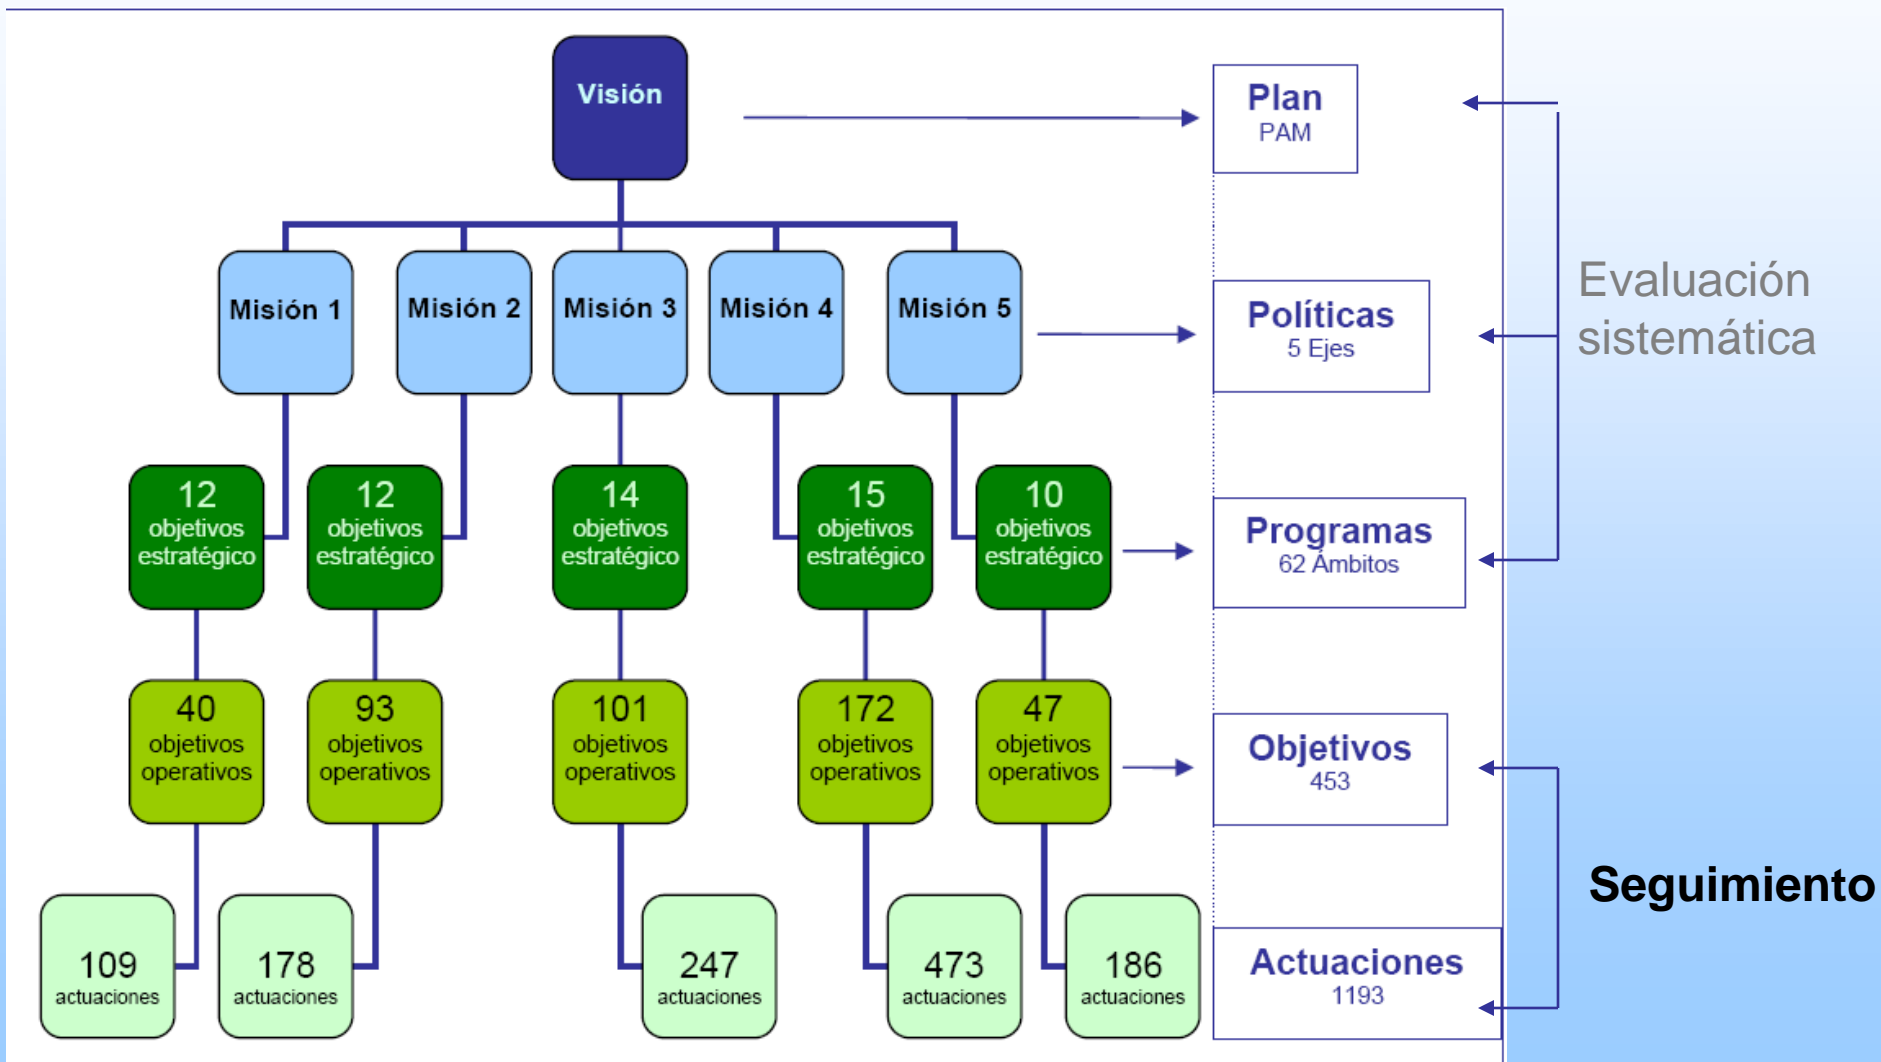 Visión
Plan
PAM
Misión 1
Misión 2
Misión 3
Misión 4
Misión 5
Políticas
5 Ejes
Evaluación
sistemática
12
objetivos
estratégico
12
objetivos
estratégico
14
objetivos
estratégico
15
objetivos
estratégico
10
objetivos
estratégico
Programas
62 Ámbitos
40
objetivos
operativos
93
objetivos
operativos
101
objetivos
operativos
172
objetivos
operativos
47
objetivos
operativos
Objetivos
453
Seguimiento
109
actuaciones
178
actuaciones
247
actuaciones
473
actuaciones
186
actuaciones
Actuaciones
1193